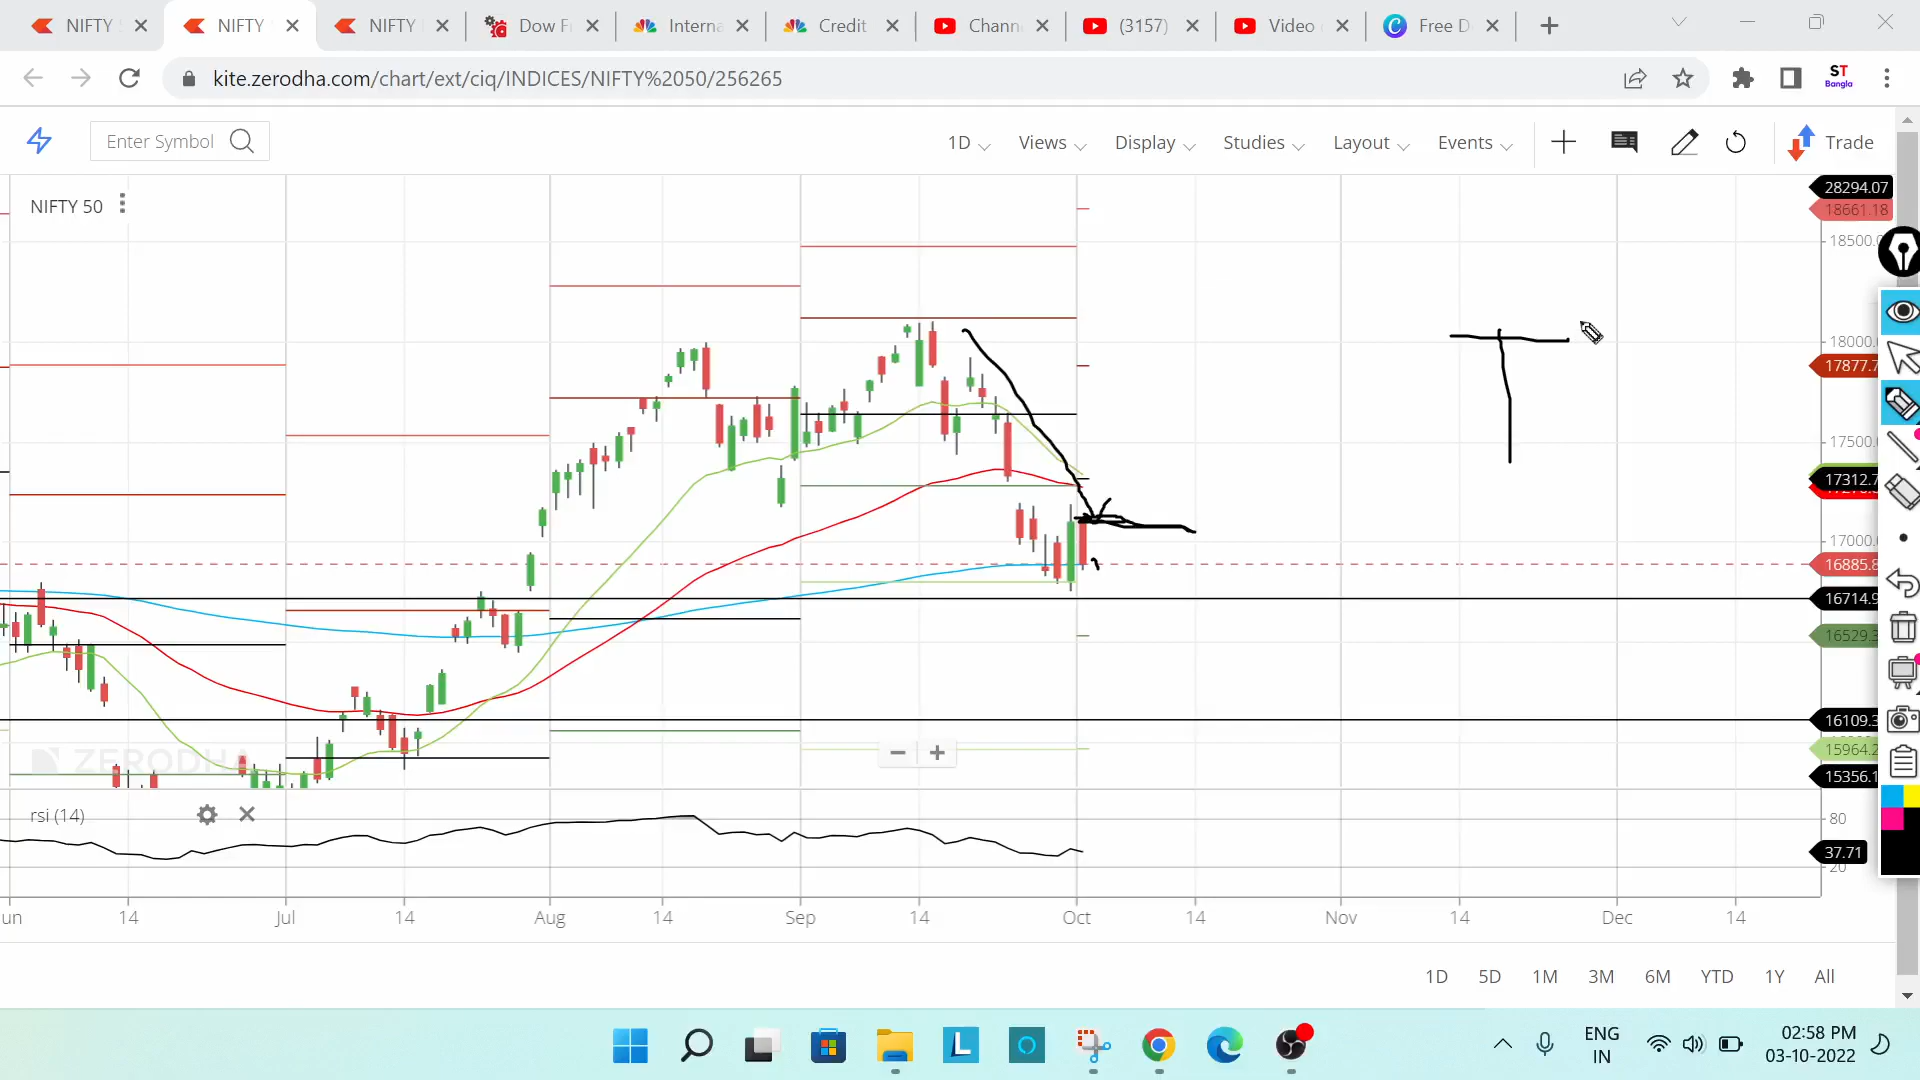 NIFTY
NIFTY
NIFTY
Dow F
Interna
Credit
Chann
(3157)
Video
Free D
kite.zerodha.com/chart/ext/ciq/INDICES/NIFTY%2050/256265
ST
Bangla
Enter Symbol
1D
Views
Display
Studies
Layout
Events
Trade
NIFTY 50
28294.07
18661.18
18500.
18000.
17877.7
17500.
17312.7
17000.
16885.8
16714.9
16529.3
16109.3
15964.2
15356.1
ZERODHA
rsi (14)
80
37.71
20
un
14
Jul
14
Aug
14
Sep
14
Oct
14
Nov
14
Dec
14
1D
5D
1M
3M
6M
YTD
1Y
All
ENG
IN
02:58 PM
03-10-2022